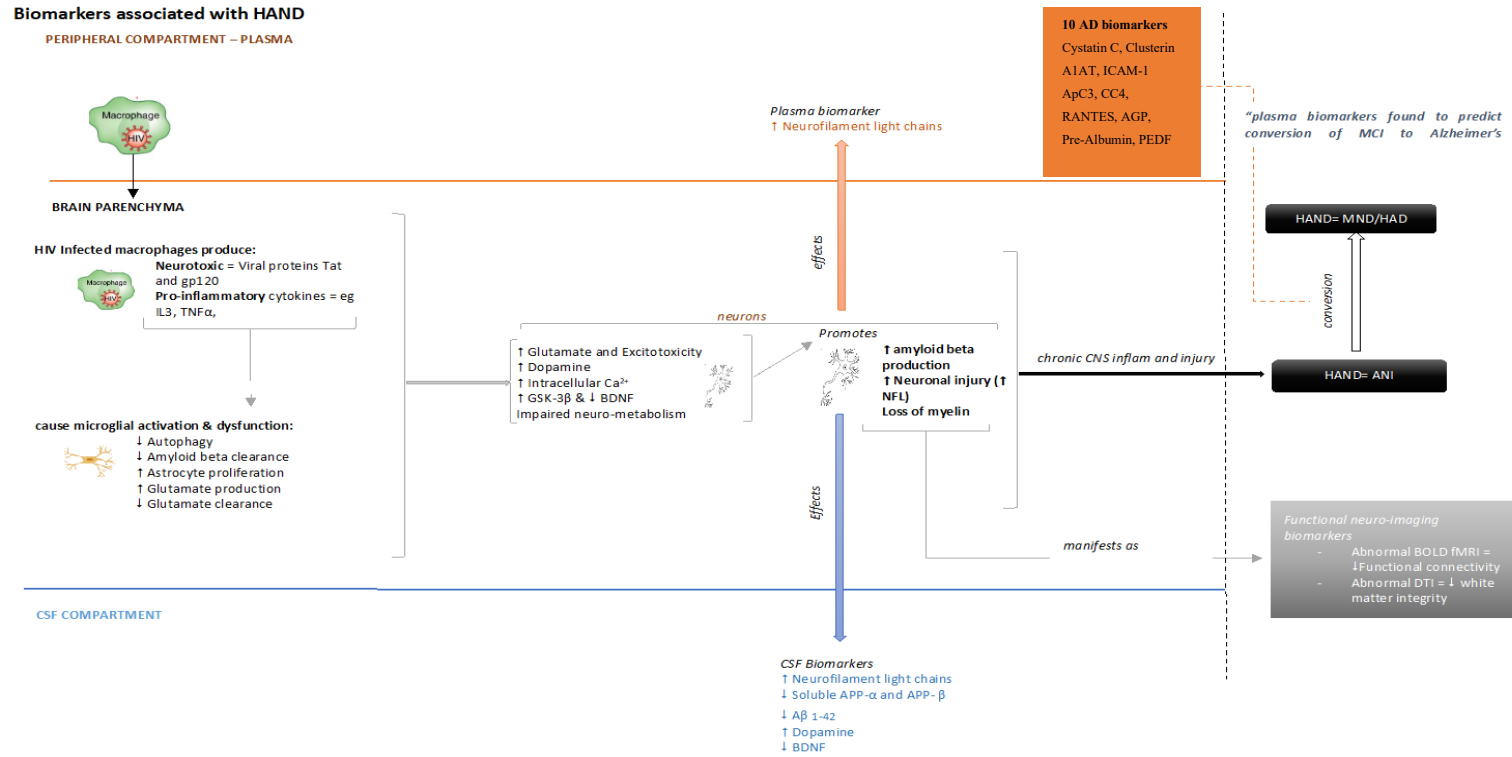 Biomarkers associated with HAND
PERIPHERAL COMPARTMENT – PLASMA
Macrophage
HIV
BRAIN PARENCHYMA
HIV Infected macrophages produce:
Neurotoxic = Viral proteins Tat
and gp120
Pro-inflammatory cytokines = eg
IL3, TNFα,
Macrophage
HIV
cause microglial activation & dysfunction:
↓ Autophagy
↓ Amyloid beta clearance
↑ Astrocyte proliferation
↑ Glutamate production
↓ Glutamate clearance
neurons
↑ Glutamate and Excitotoxicity
↑ Dopamine
↑ Intracellular Ca²⁺
↑ GSK-3β & ↓ BDNF
Impaired neuro-metabolism
Plasma biomarker
↑ Neurofilament light chains
effects
Promotes
↑ amyloid beta
production
↑ Neuronal injury (↑
NFL)
Loss of myelin
Effects
CSF COMPARTMENT
CSF Biomarkers
↑ Neurofilament light chains
↓ Soluble APP-α and APP- β
↓ Aβ 1-42
↑ Dopamine
↓ BDNF
10 AD biomarkers
Cystatin C, Clusterin
A1AT, ICAM-1
ApC3, CC4,
RANTES, AGP,
Pre-Albumin, PEDF
"plasma biomarkers found to predict
conversion of MCI to Alzheimer's
HAND= MND/HAD
conversion
chronic CNS inflam and injury
HAND= ANI
manifests as
Functional neuro-imaging
biomarkers
- Abnormal BOLD fMRI =
↓Functional connectivity
- Abnormal DTI = ↓ white
matter integrity